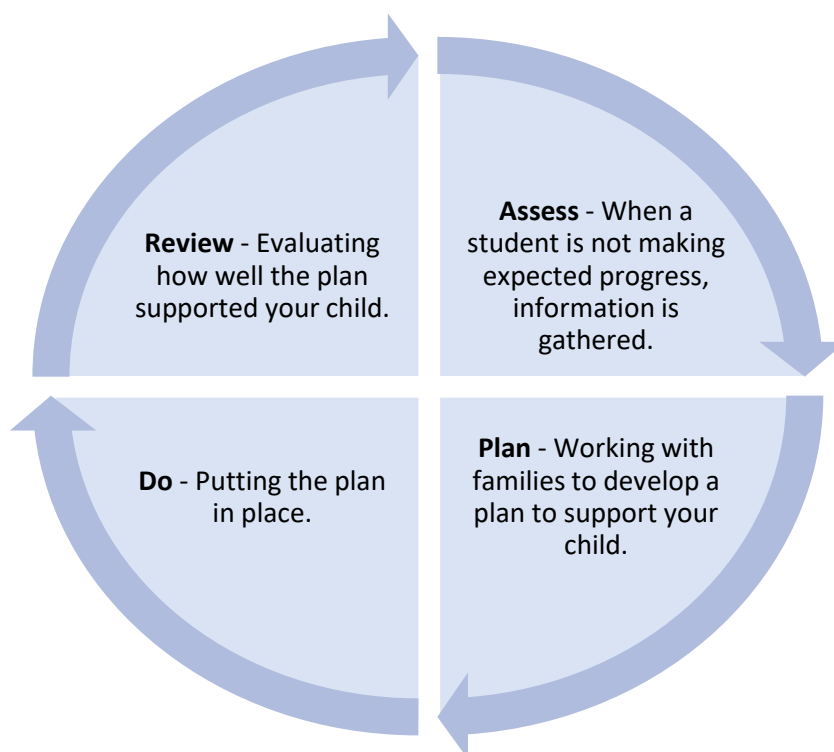 Review - Evaluating
how well the plan
supported your child.
Assess - When a
student is not making
expected progress,
information is
gathered.
Do - Putting the plan
in place.
Plan - Working with
families to develop a
plan to support your
child.